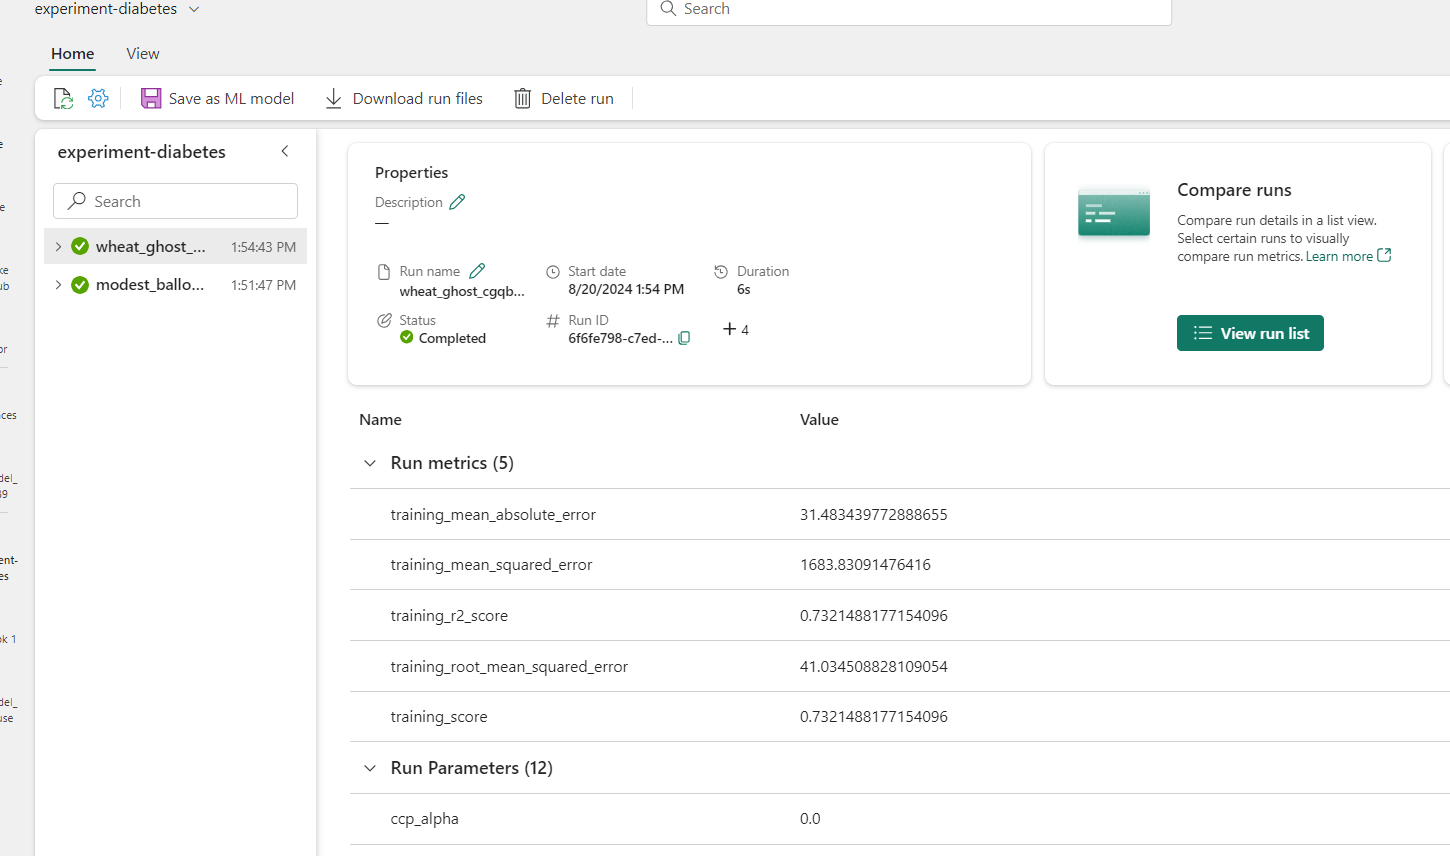 experiment-diabetes
Search
Home View
Save as ML model Download run files Delete run
experiment-diabetes
Search
wheat_ghost_... 1:54:43 PM
modest_ballo... 1:51:47 PM
Properties
Description
—
Run name
wheat_ghost_cgqb...
Start date
8/20/2024 1:54 PM
Duration
6s
Status
Completed
Run ID
6f6fe798-c7ed-...
+ 4
Compare runs
Compare run details in a list view.
Select certain runs to visually
compare run metrics. Learn more
View run list
Name Value
Run metrics (5)
training_mean_absolute_error 31.483439772888655
training_mean_squared_error 1683.83091476416
training_r2_score 0.7321488177154096
training_root_mean_squared_error 41.034508828109054
training_score 0.7321488177154096
Run Parameters (12)
ccp_alpha 0.0